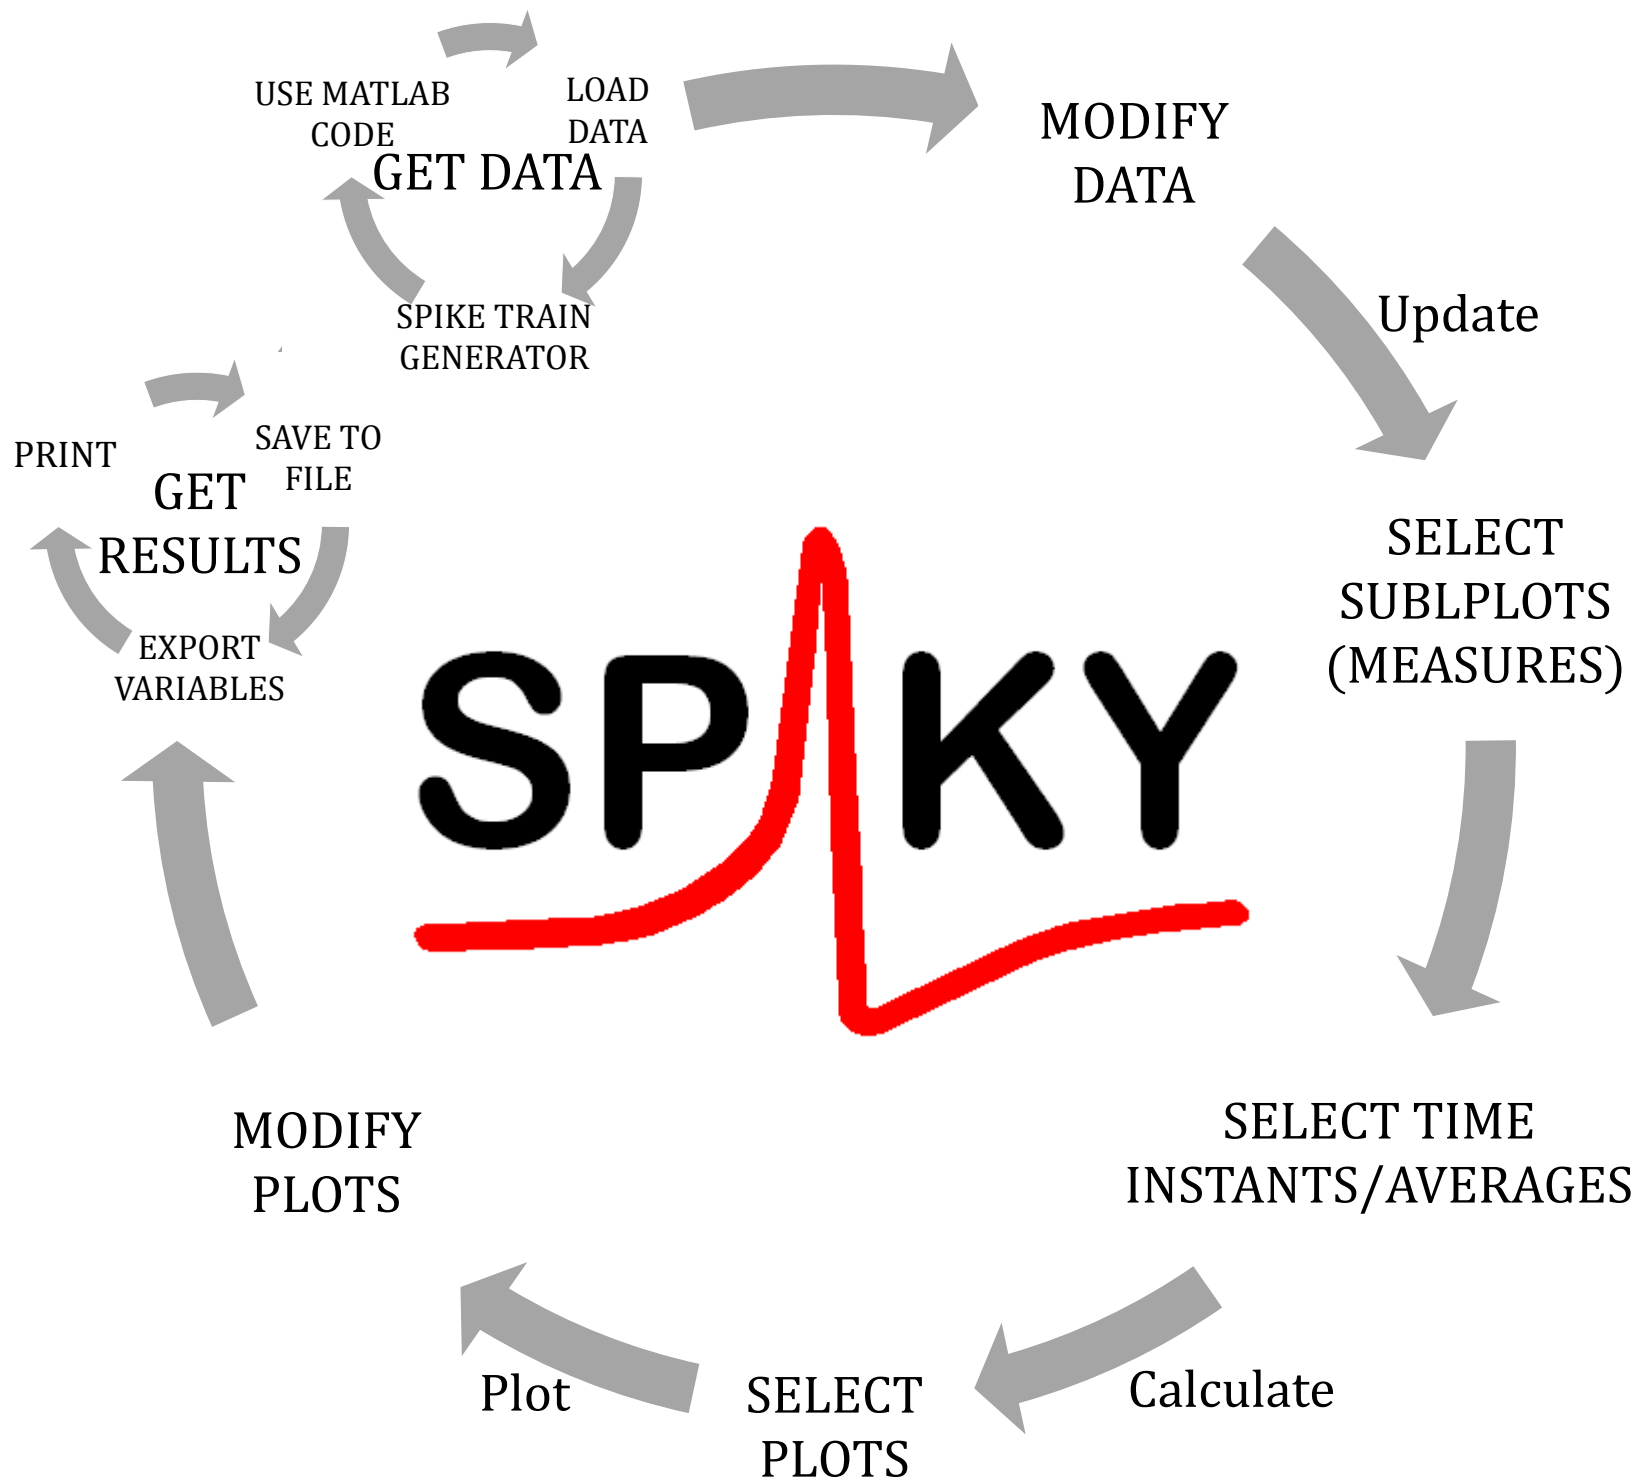 USE MATLAB
CODE
LOAD
DATA
GET DATA
SPIKE TRAIN
GENERATOR
MODIFY
DATA
Update
SELECT
SUBLPLOTS
(MEASURES)
SELECT TIME
INSTANTS/AVERAGES
Calculate
SELECT
PLOTS
Plot
MODIFY
PLOTS
PRINT
SAVE TO
FILE
GET
RESULTS
EXPORT
VARIABLES
SPIKY